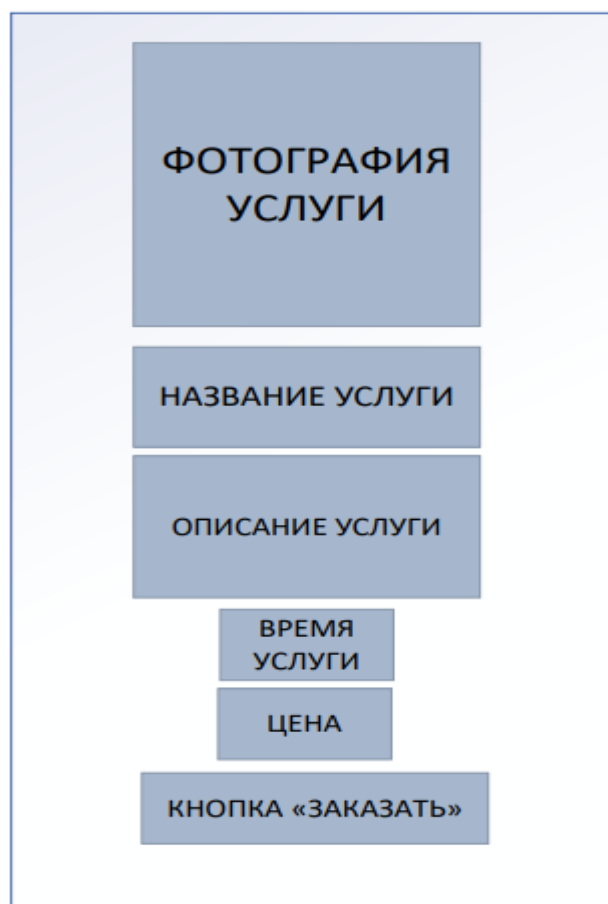 ФОТОГРАФИЯ
УСЛУГИ
НАЗВАНИЕ УСЛУГИ
ОПИСАНИЕ УСЛУГИ
ВРЕМЯ
УСЛУГИ
ЦЕНА
КНОПКА «ЗАКАЗАТЬ»